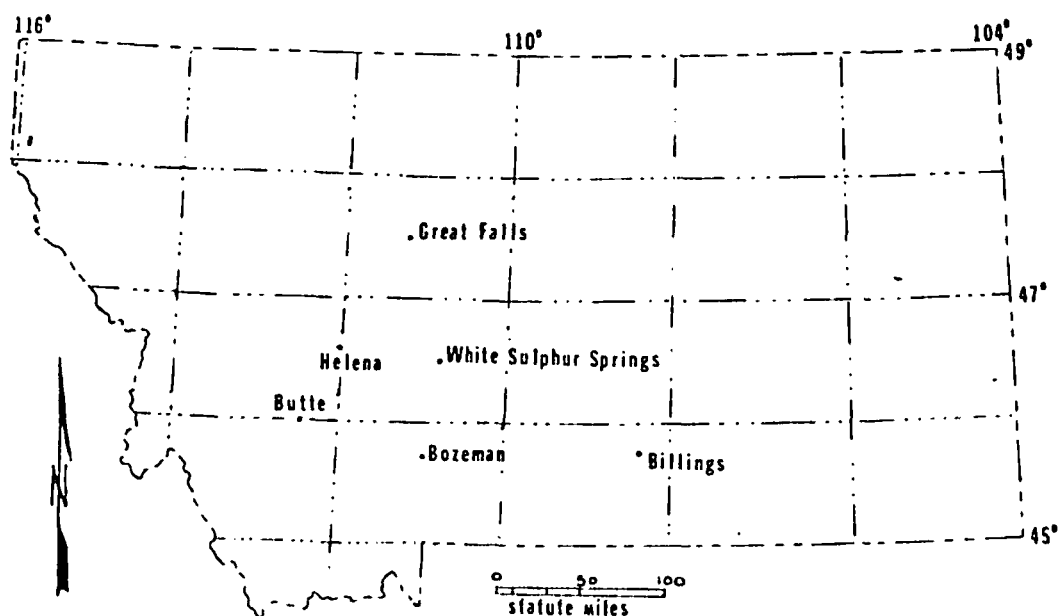 116°
110°
104°
49°
Great Falls
47°
Helena
White Sulphur Springs
Butte
Bozeman
Billings
45°
N
0 50 100
statute miles